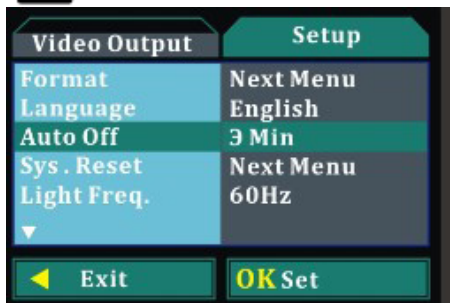 Video Output Setup
Format Next Menu
Language English
Auto Off 3 Min
Sys. Reset Next Menu
Light Freq. 60Hz
Exit OK Set